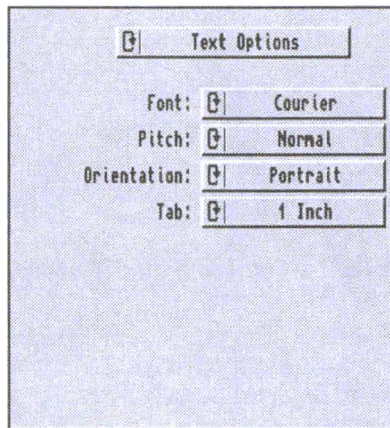 Text Options
Font: Courier
Pitch: Normal
Orientation: Portrait
Tab: 1 Inch